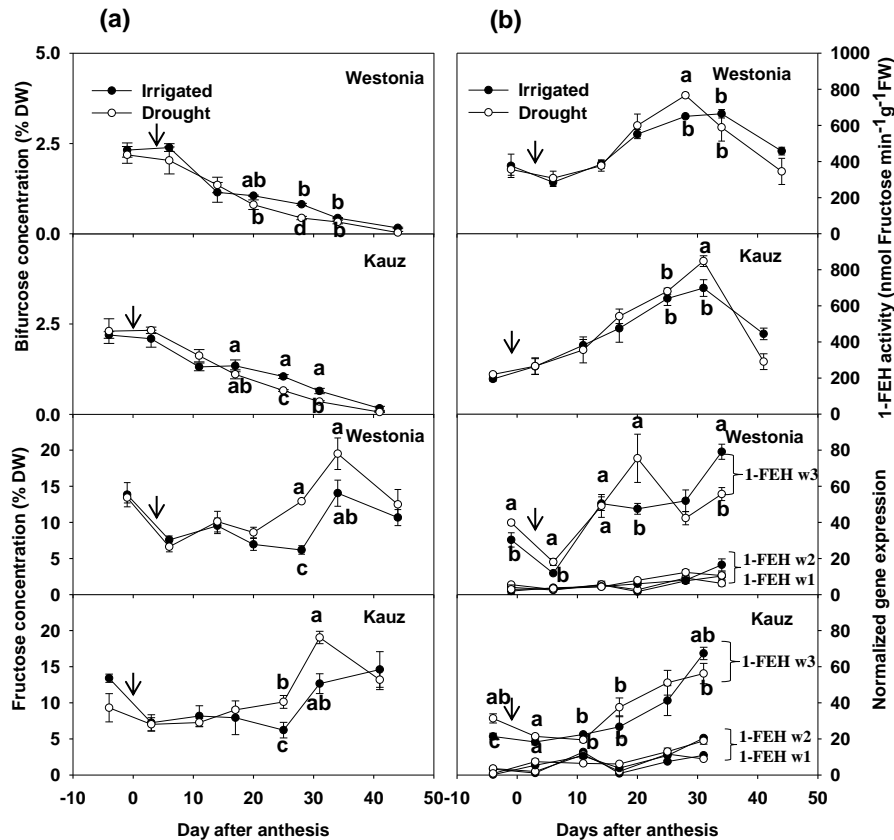 (a)
(b)
5.0
1000
Westonia
Westonia
Irrigated
Irrigated
Drought
Drought
a
b
b
b
2.5
ab
b
b
b
d
b
0.0
800
600
400
200
Bifurcose concentration (% DW)
1-FEH activity (nmol Fructose min-1g-1FW)
Kauz
Kauz
a
b
b
b
2.5
a
a
a
ab
c
b
0.0
800
600
400
200
0
Westonia
Westonia
20
15
10
5
a
b
ab
c
80
60
40
20
0
a
b
a
b
a
a
b
a
b
1-FEH w3
1-FEH w2
1-FEH w1
Fructose concentration (% DW)
Normalized gene expression
Kauz
Kauz
20
15
10
5
0
a
b
ab
c
80
60
40
20
0
ab
c
a
a
b
b
a
b
ab
b
1-FEH w3
1-FEH w2
1-FEH w1
-10 0 10 20 30 40 50
-10 0 10 20 30 40 50
Day after anthesis
Days after anthesis